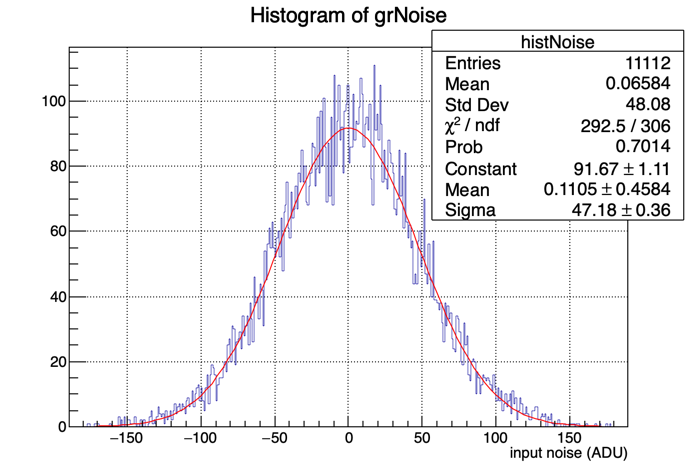 Histogram of grNoise
histNoise
Entries 11112
Mean 0.06584
Std Dev 48.08
χ² / ndf 292.5 / 306
Prob 0.7014
Constant 91.67 ± 1.11
Mean 0.1105 ± 0.4584
Sigma 47.18 ± 0.36
100
80
60
40
20
0
−150 −100 −50 0 50 100 150
input noise (ADU)